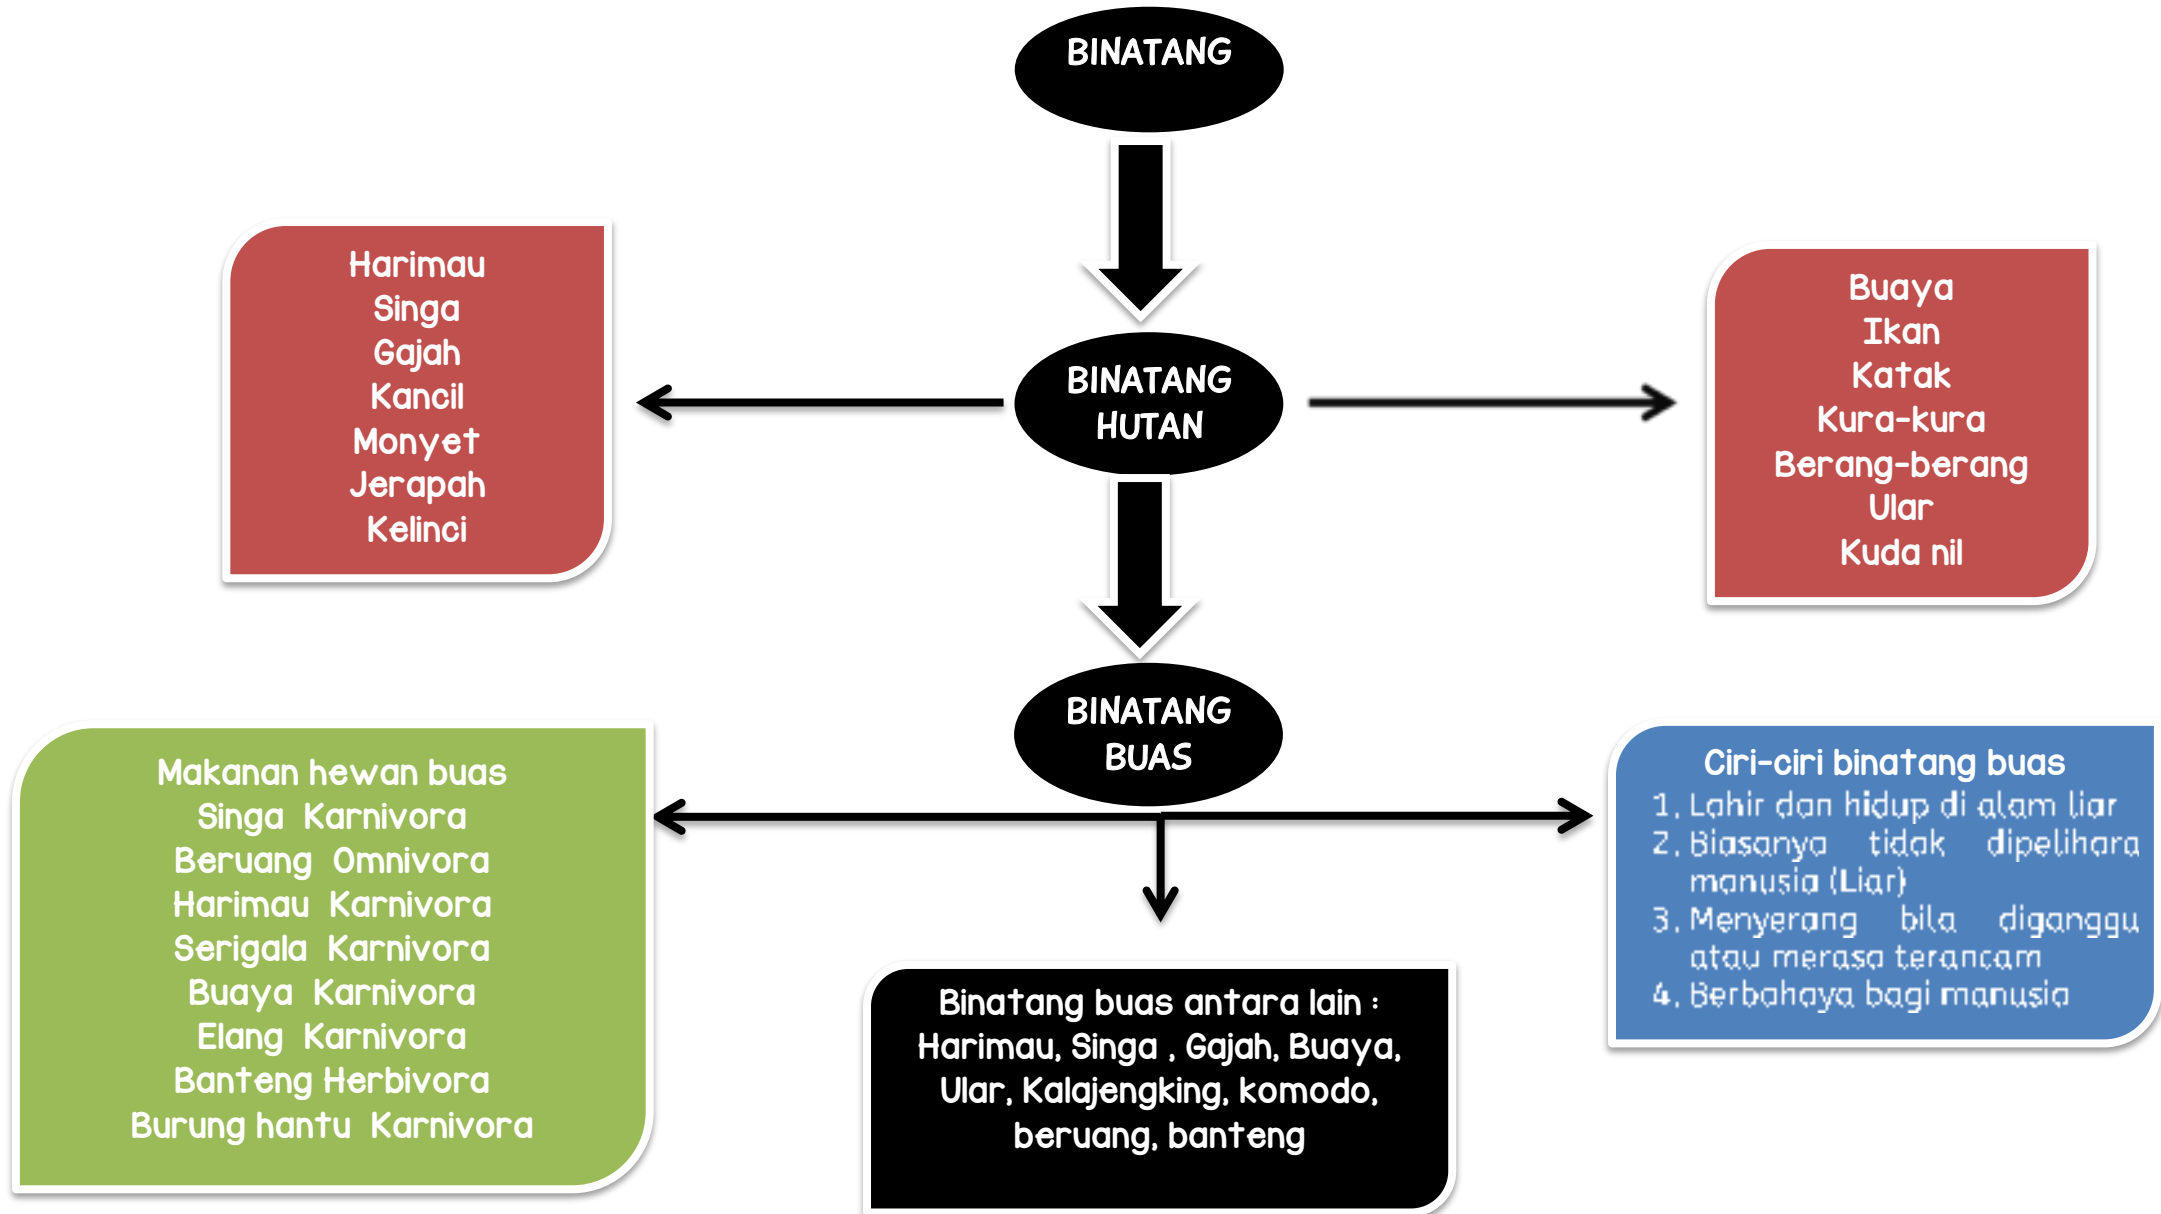 BINATANG
Harimau
Singa
Gajah
Kancil
Monyet
Jerapah
Kelinci
BINATANG
HUTAN
Buaya
Ikan
Katak
Kura-kura
Berang-berang
Ular
Kuda nil
BINATANG
BUAS
Makanan hewan buas
Singa Karnivora
Beruang Omnivora
Harimau Karnivora
Serigala Karnivora
Buaya Karnivora
Elang Karnivora
Banteng Herbivora
Burung hantu Karnivora
Binatang buas antara lain :
Harimau, Singa , Gajah, Buaya,
Ular, Kalajengking, komodo,
beruang, banteng
Ciri-ciri binatang buas
1. Lahir dan hidup di alam liar
2. Biasanya tidak dipelihara
manusia (Liar)
3. Menyerang bila diganggu
atau merasa terancam
4. Berbahaya bagi manusia